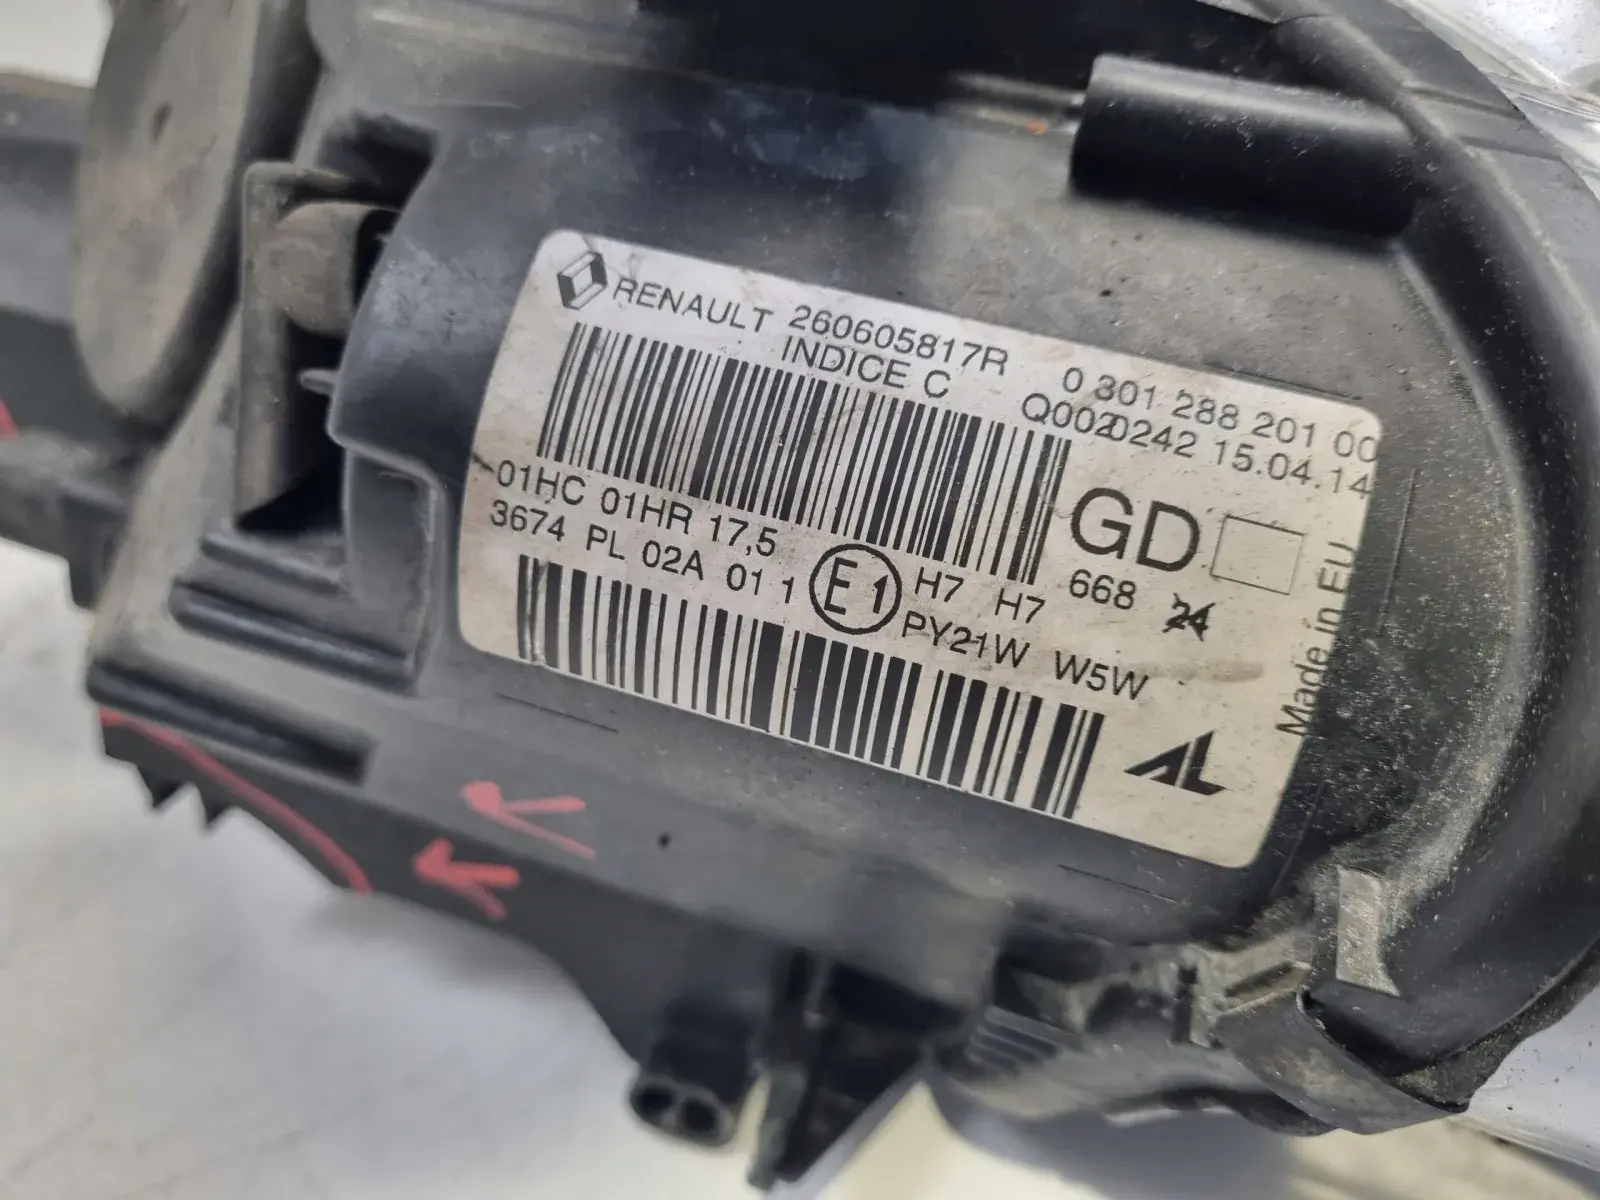 RENAULT 260605817R 0 301 288 201 00
INDICE C Q0020242 15.04.14
01HC 01HR 17,5
3674 PL 02A 01 1
E1
H7 H7
PY21W W5W
GD
668 24
Made in EU
AL